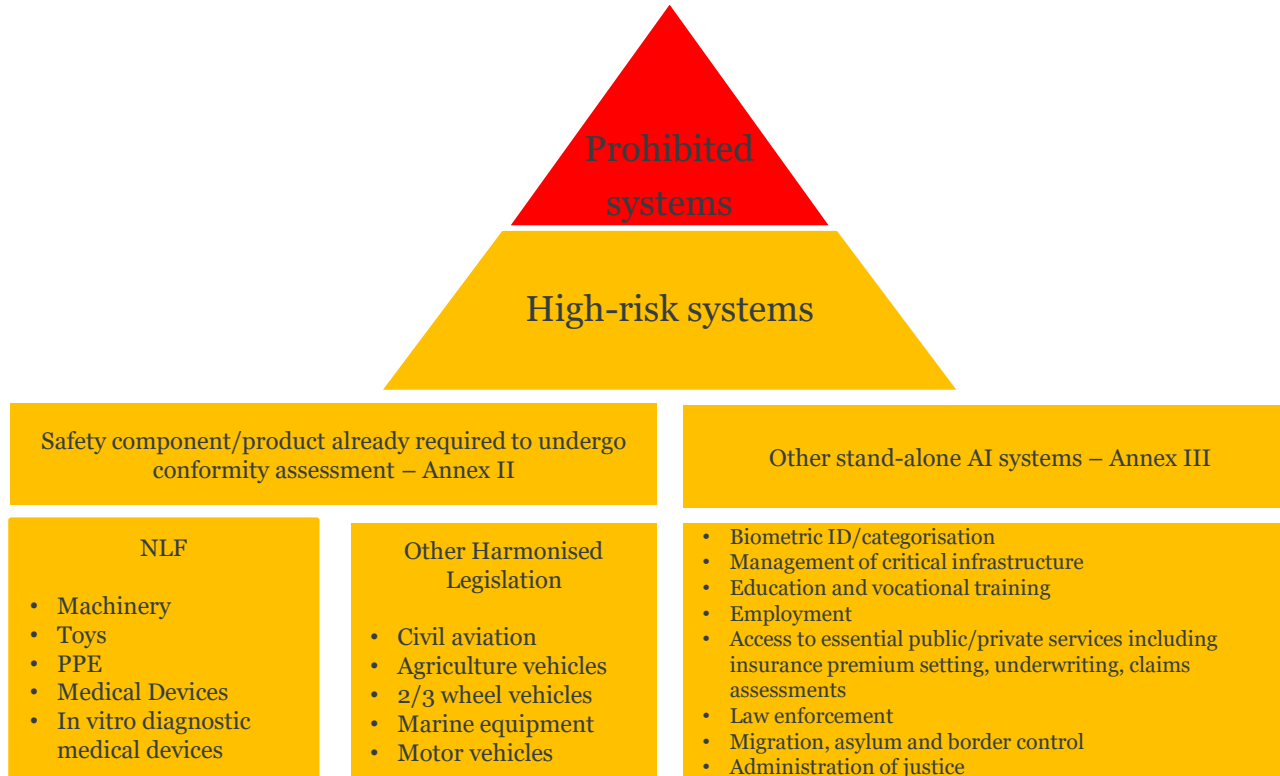 Prohibited
systems
High-risk systems
Safety component/product already required to undergo
conformity assessment – Annex II
Other stand-alone AI systems – Annex III
NLF
• Machinery
• Toys
• PPE
• Medical Devices
• In vitro diagnostic
medical devices
Other Harmonised
Legislation
• Civil aviation
• Agriculture vehicles
• 2/3 wheel vehicles
• Marine equipment
• Motor vehicles
• Biometric ID/categorisation
• Management of critical infrastructure
• Education and vocational training
• Employment
• Access to essential public/private services including
insurance premium setting, underwriting, claims
assessments
• Law enforcement
• Migration, asylum and border control
• Administration of justice